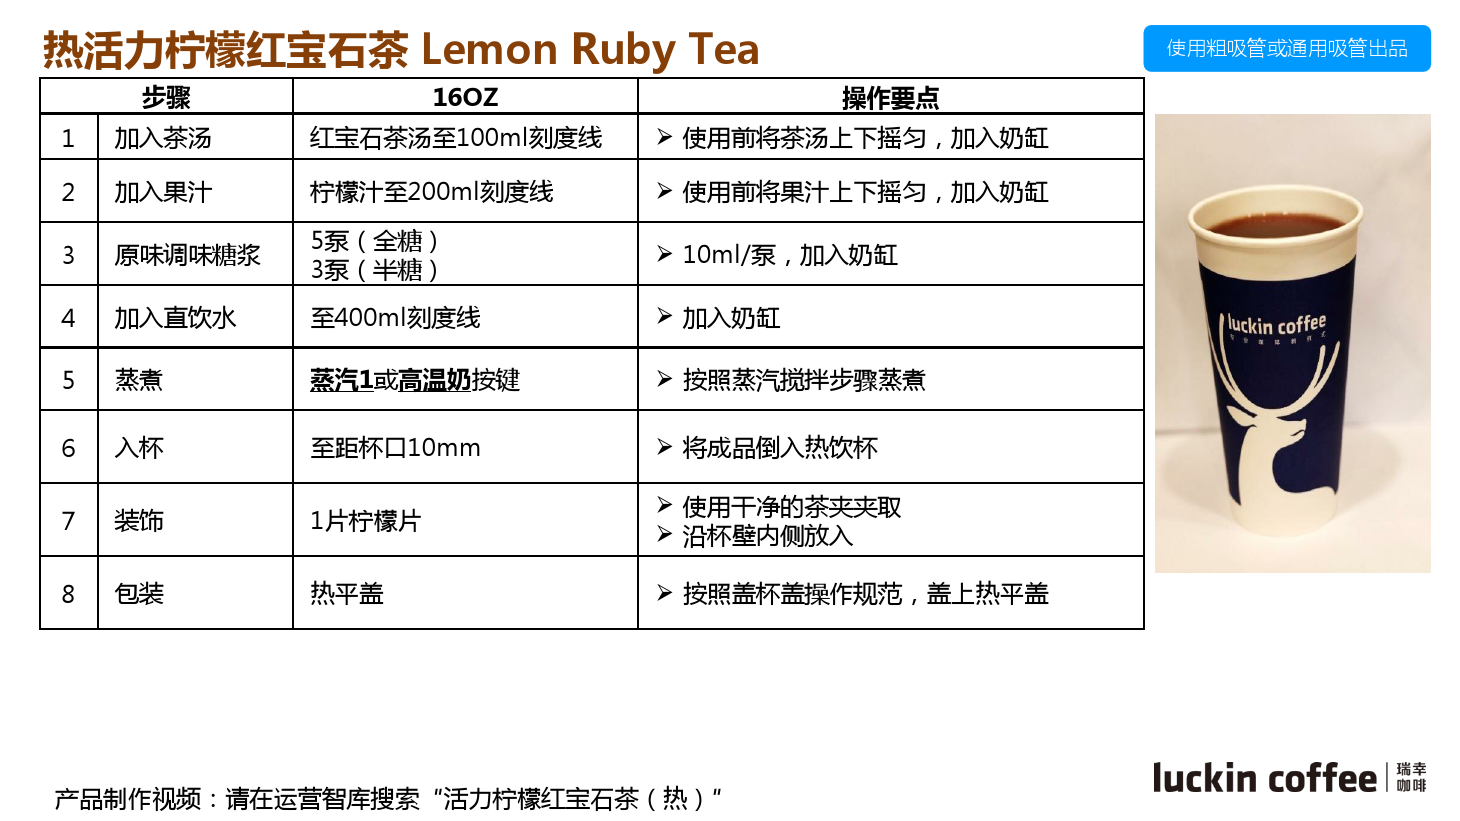 热活力柠檬红宝石茶 Lemon Ruby Tea
使用粗吸管或通用吸管出品
步骤 16OZ 操作要点
1 加入茶汤 红宝石茶汤至100ml刻度线 ➢ 使用前将茶汤上下摇匀，加入奶缸
2 加入果汁 柠檬汁至200ml刻度线 ➢ 使用前将果汁上下摇匀，加入奶缸
3 原味调味糖浆 5泵（全糖） ➢ 10ml/泵，加入奶缸
3泵（半糖）
4 加入直饮水 至400ml刻度线 ➢ 加入奶缸
5 蒸煮 蒸汽1或高温奶按键 ➢ 按照蒸汽搅拌步骤蒸煮
6 入杯 至距杯口10mm ➢ 将成品倒入热饮杯
7 装饰 1片柠檬片 ➢ 使用干净的茶夹夹取
➢ 沿杯壁内侧放入
8 包装 热平盖 ➢ 按照盖杯盖操作规范，盖上热平盖
luckin coffee
luckin coffee 瑞幸
咖啡
产品制作视频：请在运营智库搜索“活力柠檬红宝石茶（热）”